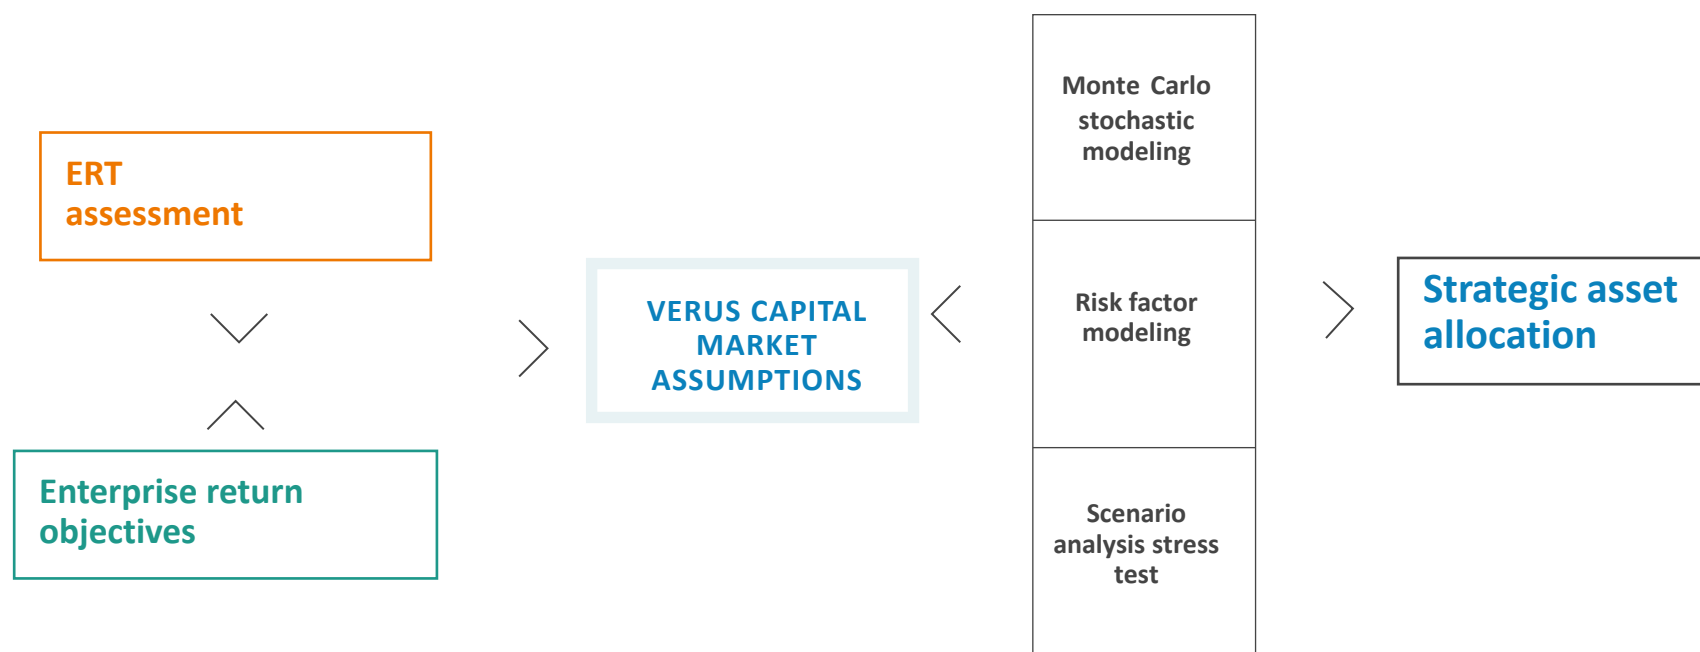 ERT
assessment
Enterprise return
objectives
VERUS CAPITAL
MARKET
ASSUMPTIONS
Monte Carlo
stochastic
modeling
Risk factor
modeling
Scenario
analysis stress
test
Strategic asset
allocation